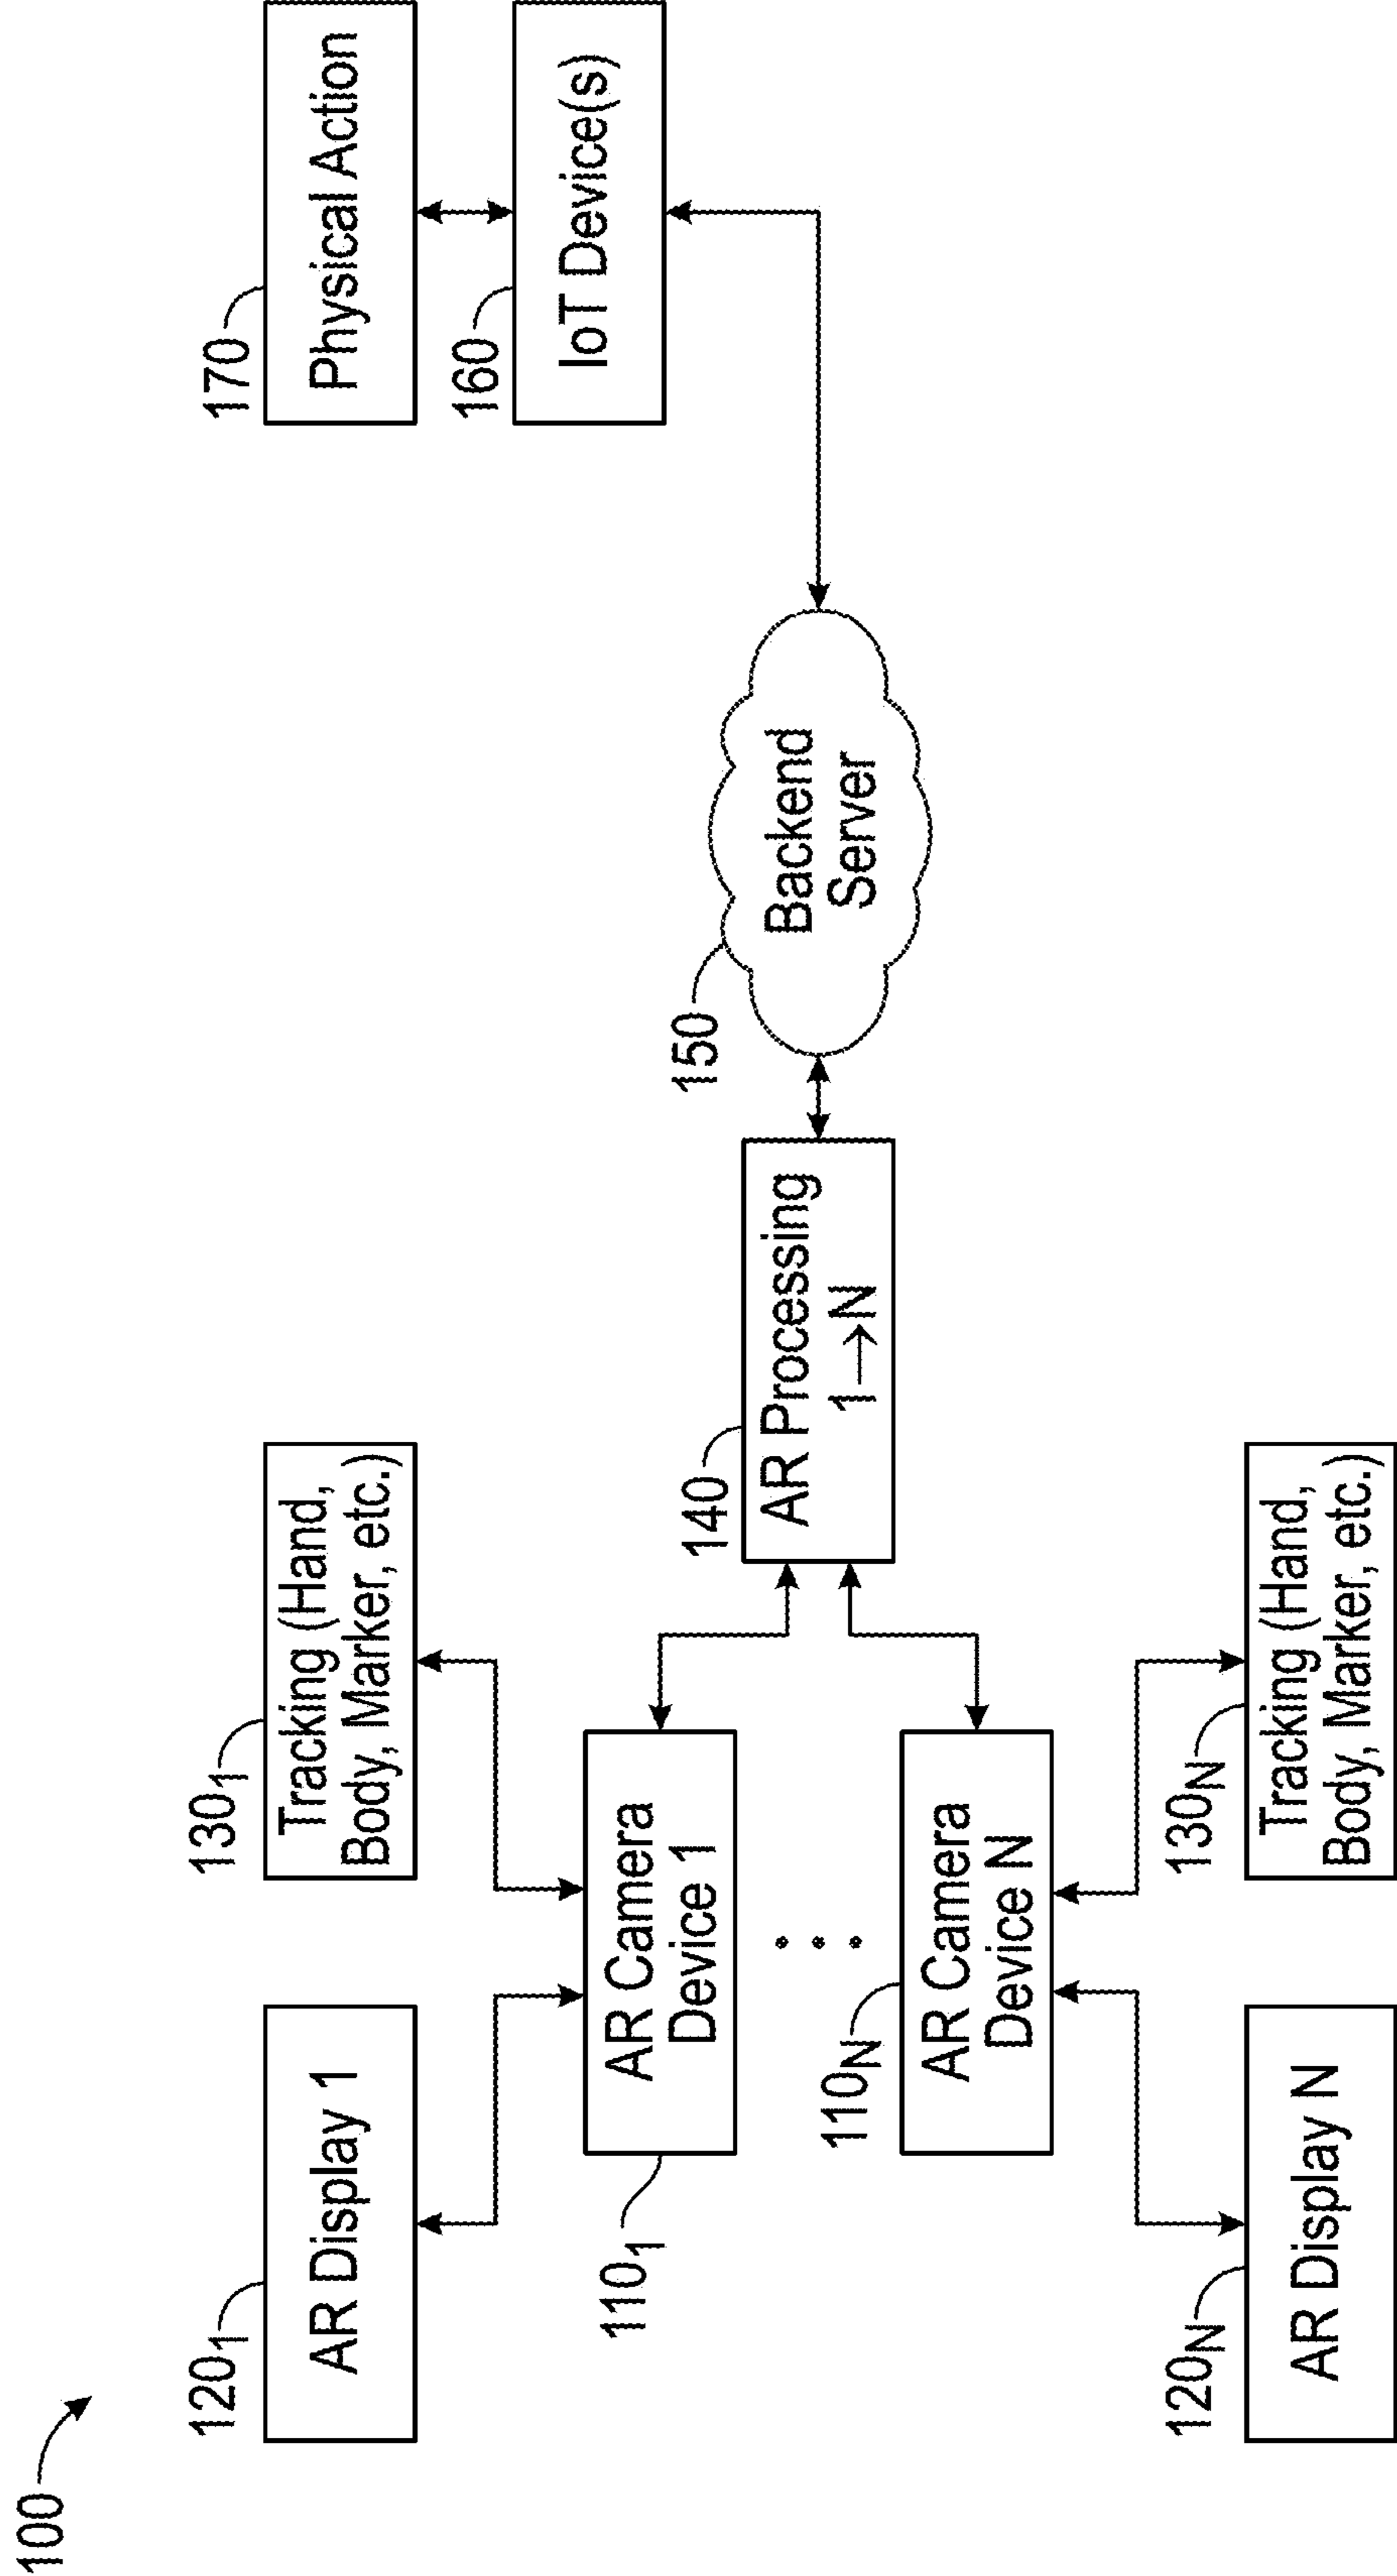 100
120₁
AR Display 1
130₁
Tracking (Hand,
Body, Marker, etc.)
170
Physical Action
160
IoT Device(s)
110₁
AR Camera
Device 1
140
AR Processing
1→N
150
Backend
Server
110N
AR Camera
Device N
120N
AR Display N
130N
Tracking (Hand,
Body, Marker, etc.)